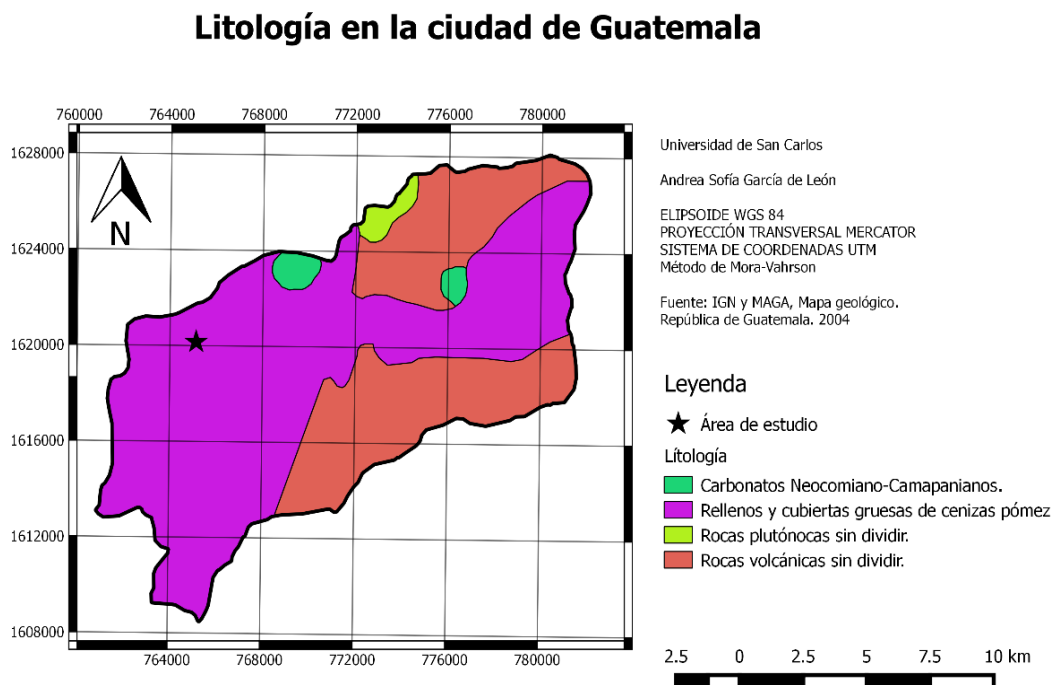 Litología en la ciudad de Guatemala
760000 764000 768000 772000 776000 780000
1628000
1624000
1620000
1616000
1612000
1608000
N
764000 768000 772000 776000 780000
Universidad de San Carlos
Andrea Sofía García de León
ELIPSOIDE WGS 84
PROYECCIÓN TRANSVERSAL MERCATOR
SISTEMA DE COORDENADAS UTM
Método de Mora-Vahrson
Fuente: IGN y MAGA, Mapa geológico.
República de Guatemala. 2004
Leyenda
Área de estudio
Lítología
Carbonatos Neocomiano-Camapanianos.
Rellenos y cubiertas gruesas de cenizas pómez
Rocas plutónocas sin dividir.
Rocas volcánicas sin dividir.
2.5 0 2.5 5 7.5 10 km